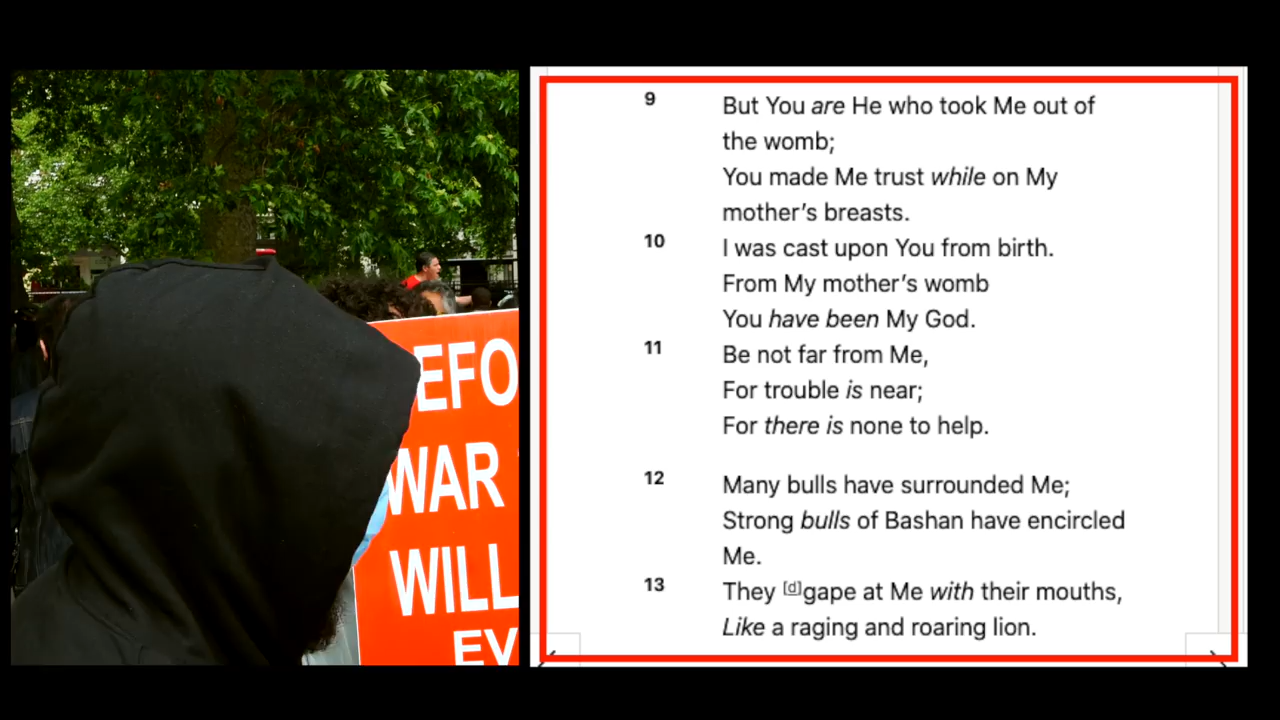 EFO
WAR
WILL
EV
9 But You are He who took Me out of
the womb;
You made Me trust while on My
mother’s breasts.
10 I was cast upon You from birth.
From My mother’s womb
You have been My God.
11 Be not far from Me,
For trouble is near;
For there is none to help.
12 Many bulls have surrounded Me;
Strong bulls of Bashan have encircled
Me.
13 They [d]gape at Me with their mouths,
Like a raging and roaring lion.